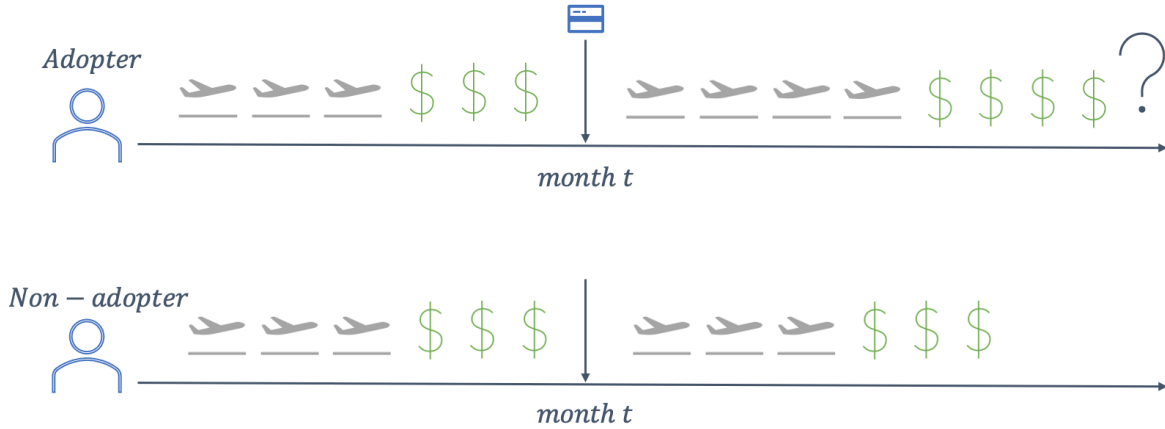 Adopter
$ $ $ $ $ $ $ ?
month t
Non – adopter
$ $ $ $ $ $
month t